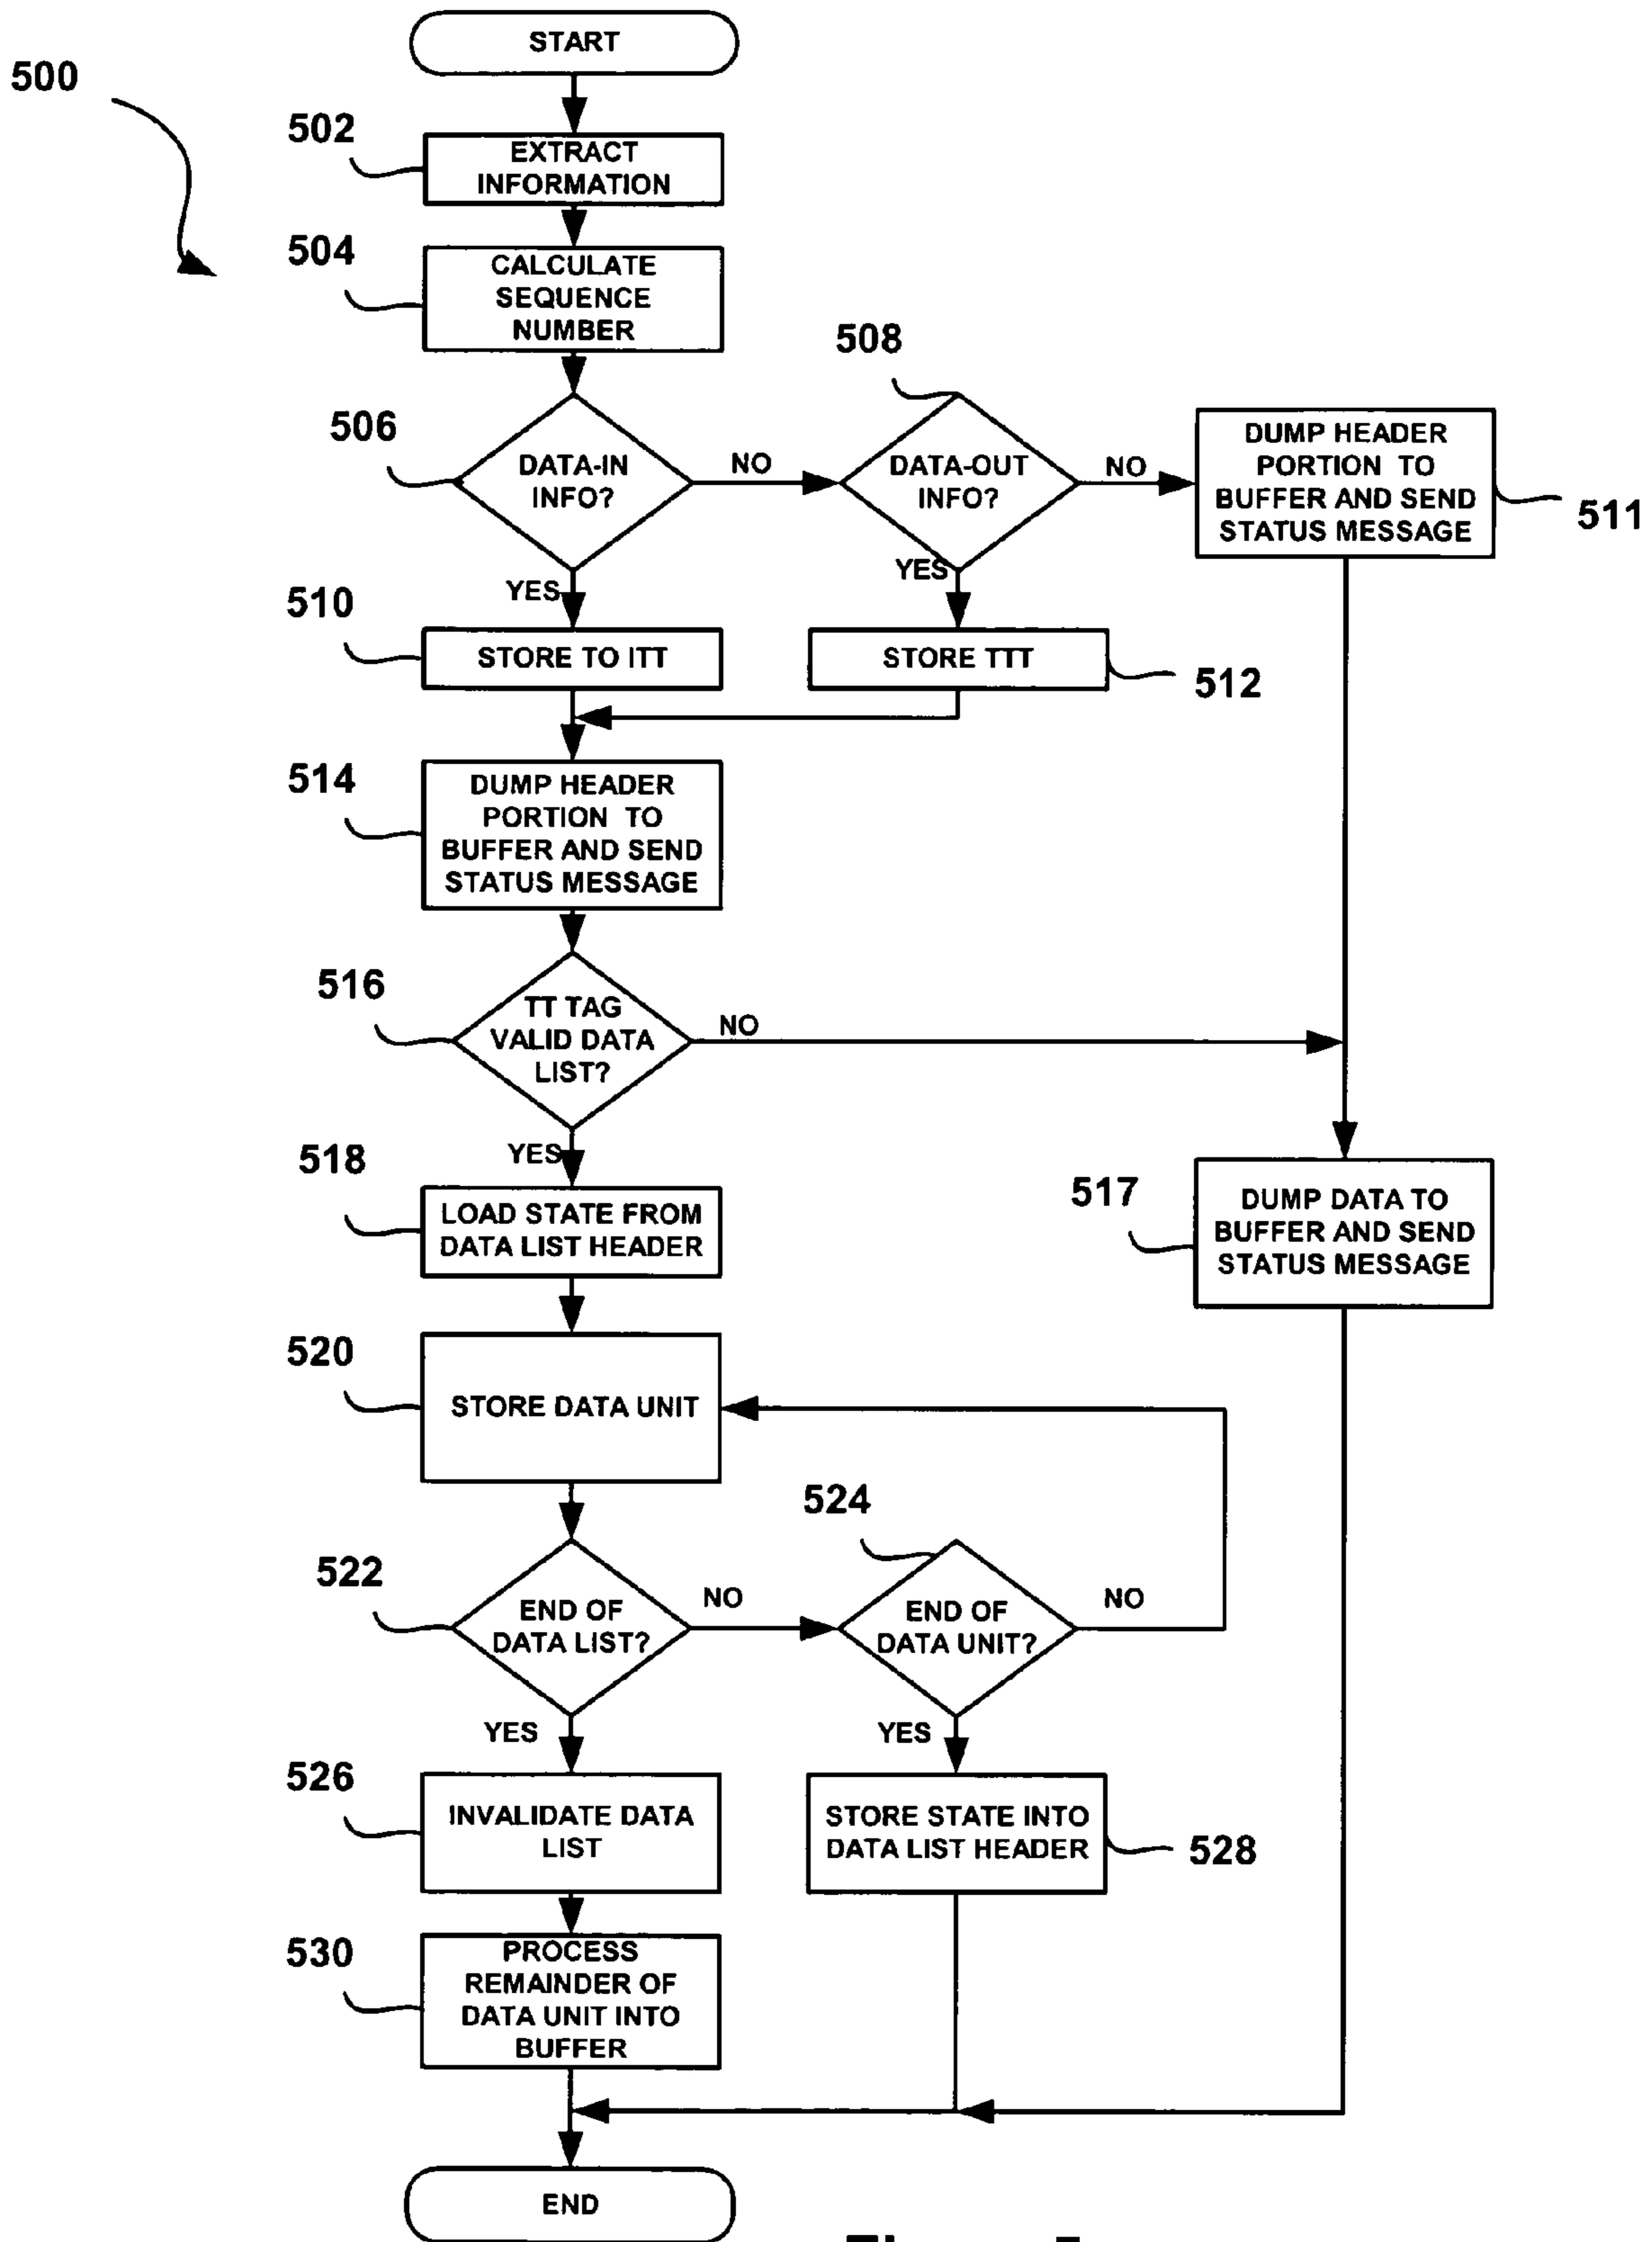 START
500
502
EXTRACT
INFORMATION
504
CALCULATE
SEQUENCE
NUMBER
508
506
DATA-IN
INFO?
NO
DATA-OUT
INFO?
NO
DUMP HEADER
PORTION TO
BUFFER AND SEND
STATUS MESSAGE
511
YES
YES
510
STORE TO ITT
STORE TTT
512
514
DUMP HEADER
PORTION TO
BUFFER AND SEND
STATUS MESSAGE
516
TT TAG
VALID DATA
LIST?
NO
YES
518
LOAD STATE FROM
DATA LIST HEADER
517
DUMP DATA TO
BUFFER AND SEND
STATUS MESSAGE
520
STORE DATA UNIT
524
522
END OF
DATA LIST?
NO
END OF
DATA UNIT?
NO
YES
YES
526
INVALIDATE DATA
LIST
STORE STATE INTO
DATA LIST HEADER
528
530
PROCESS
REMAINDER OF
DATA UNIT INTO
BUFFER
END